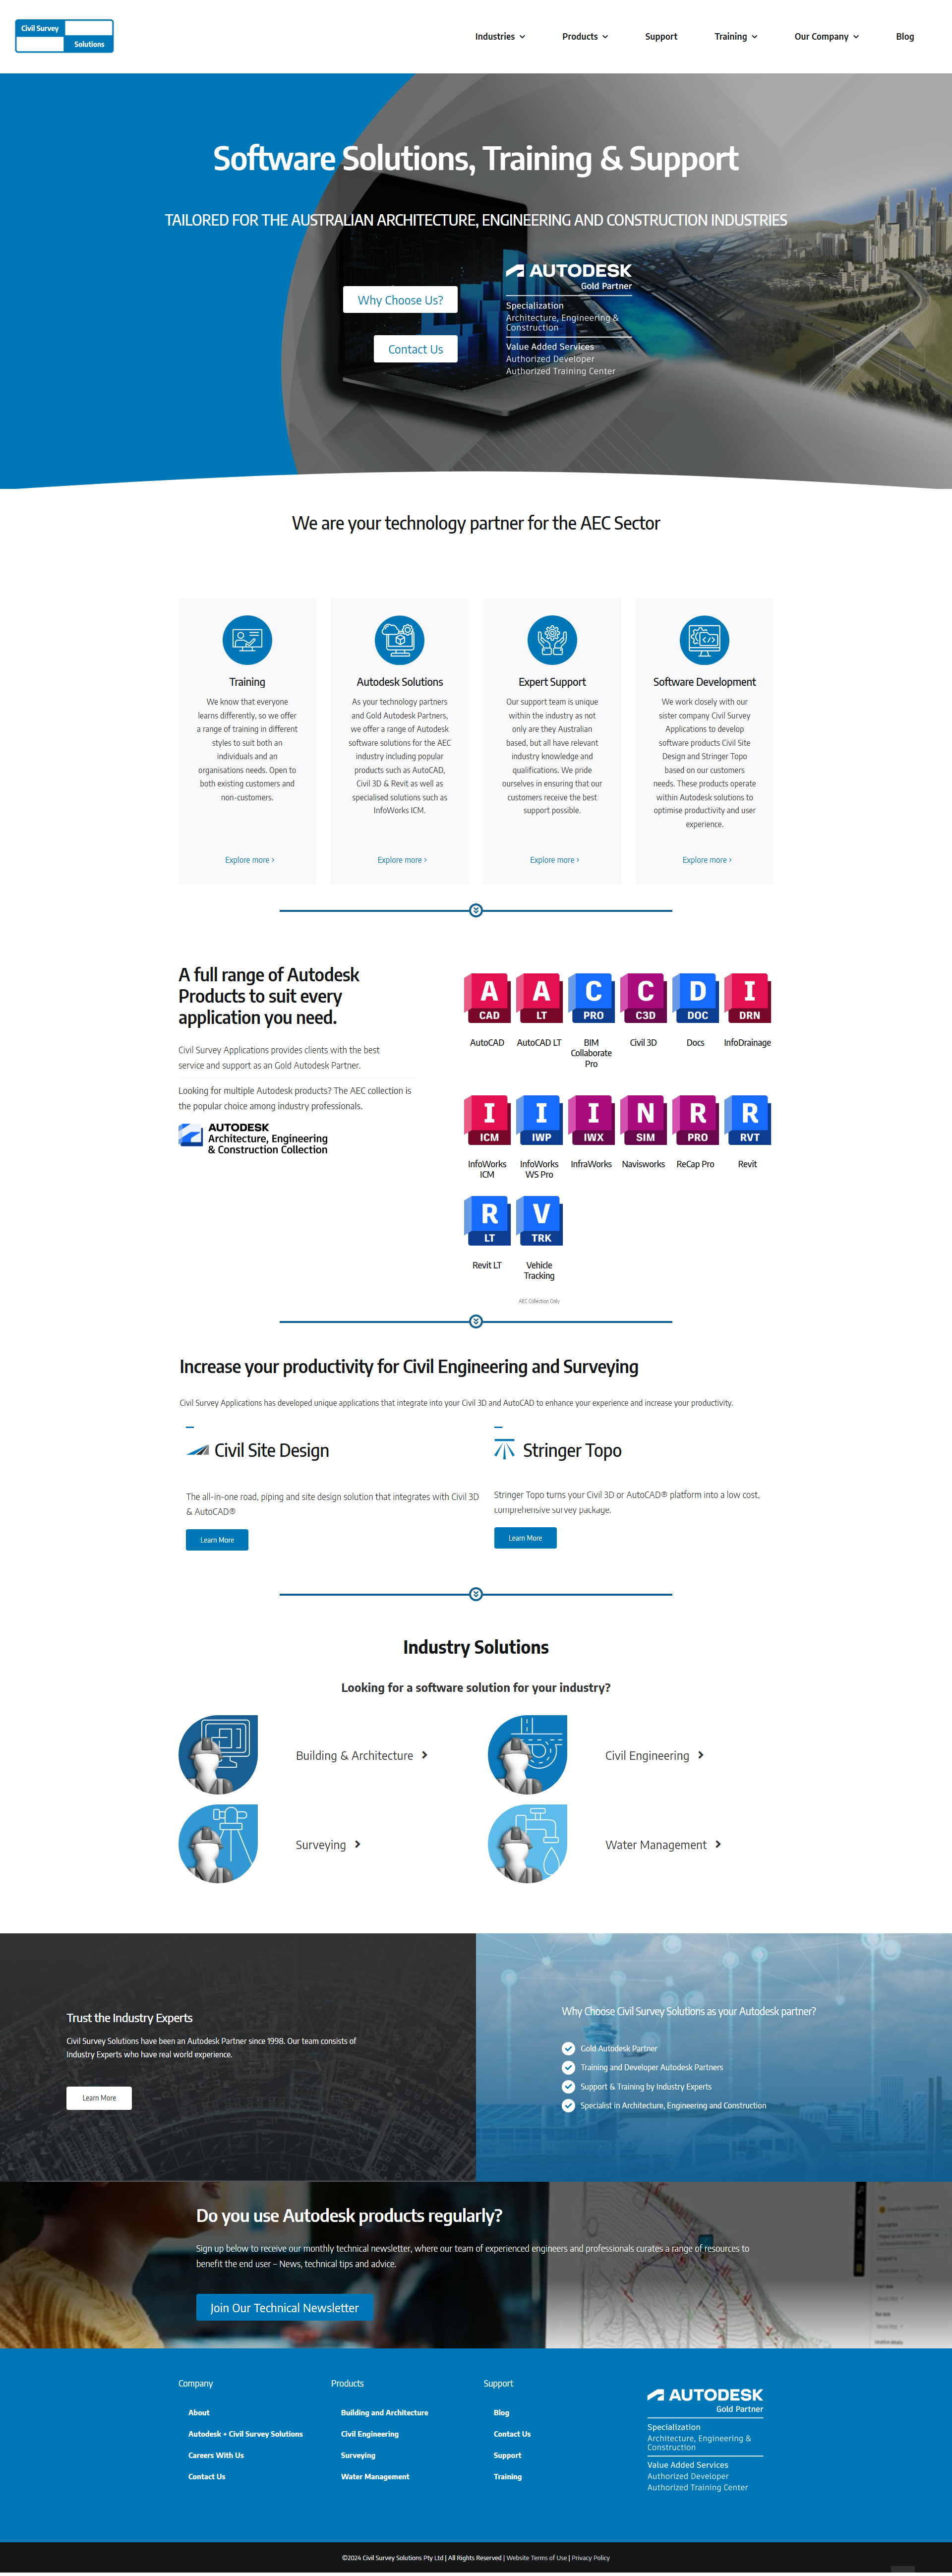 Civil Survey
Solutions
Industries
Products
Support
Training
Our Company
Blog
Software Solutions, Training & Support
TAILORED FOR THE AUSTRALIAN ARCHITECTURE, ENGINEERING AND CONSTRUCTION INDUSTRIES
Why Choose Us?
Contact Us
AUTODESK
Gold Partner
Specialization
Architecture, Engineering &
Construction
Value Added Services
Authorized Developer
Authorized Training Center
We are your technology partner for the AEC Sector
Training
We know that everyone
learns differently, so we offer
a range of training in different
styles to suit both an
individuals and an
organisations needs. Open to
both existing customers and
non-customers.
Explore more >
Autodesk Solutions
As your technology partners
and Gold Autodesk Partners,
we offer a range of Autodesk
software solutions for the AEC
industry including popular
products such as AutoCAD,
Civil 3D & Revit as well as
specialised solutions such as
InfoWorks ICM.
Explore more >
Expert Support
Our support team is unique
within the industry as not
only are they Australian
based, but all have relevant
industry knowledge and
qualifications. We pride
ourselves in ensuring that our
customers receive the best
support possible.
Explore more >
Software Development
We work closely with our
sister company Civil Survey
Applications to develop
software products Civil Site
Design and Stringer Topo
based on our customers
needs. These products operate
within Autodesk solutions to
optimise productivity and user
experience.
Explore more >
A full range of Autodesk
Products to suit every
application you need.
Civil Survey Applications provides clients with the best
service and support as an Gold Autodesk Partner.
Looking for multiple Autodesk products? The AEC collection is
the popular choice among industry professionals.
AUTODESK
Architecture, Engineering
& Construction Collection
A
CAD
AutoCAD
A
LT
AutoCAD LT
C
PRO
BIM
Collaborate
Pro
C
C3D
Civil 3D
D
DOC
Docs
I
DRN
InfoDrainage
I
ICM
InfoWorks
ICM
I
IWP
InfoWorks
WS Pro
I
IWX
InfraWorks
N
SIM
Navisworks
R
PRO
ReCap Pro
R
RVT
Revit
R
LT
Revit LT
V
TRK
Vehicle
Tracking
AEC Collection Only
Increase your productivity for Civil Engineering and Surveying
Civil Survey Applications has developed unique applications that integrate into your Civil 3D and AutoCAD to enhance your experience and increase your productivity.
Civil Site Design
The all-in-one road, piping and site design solution that integrates with Civil 3D
& AutoCAD®
Learn More
Stringer Topo
Stringer Topo turns your Civil 3D or AutoCAD® platform into a low cost,
comprehensive survey package.
Learn More
Industry Solutions
Looking for a software solution for your industry?
Building & Architecture
Civil Engineering
Surveying
Water Management
Trust the Industry Experts
Civil Survey Solutions have been an Autodesk Partner since 1998. Our team consists of
Industry Experts who have real world experience.
Learn More
Why Choose Civil Survey Solutions as your Autodesk partner?
Gold Autodesk Partner
Training and Developer Autodesk Partners
Support & Training by Industry Experts
Specialist in Architecture, Engineering and Construction
Do you use Autodesk products regularly?
Sign up below to receive our monthly technical newsletter, where our team of experienced engineers and professionals curates a range of resources to
benefit the end user – News, technical tips and advice.
Join Our Technical Newsletter
Company
About
Autodesk + Civil Survey Solutions
Careers With Us
Contact Us
Products
Building and Architecture
Civil Engineering
Surveying
Water Management
Support
Blog
Contact Us
Support
Training
AUTODESK
Gold Partner
Specialization
Architecture, Engineering &
Construction
Value Added Services
Authorized Developer
Authorized Training Center
©2024 Civil Survey Solutions Pty Ltd | All Rights Reserved | Website Terms of Use | Privacy Policy